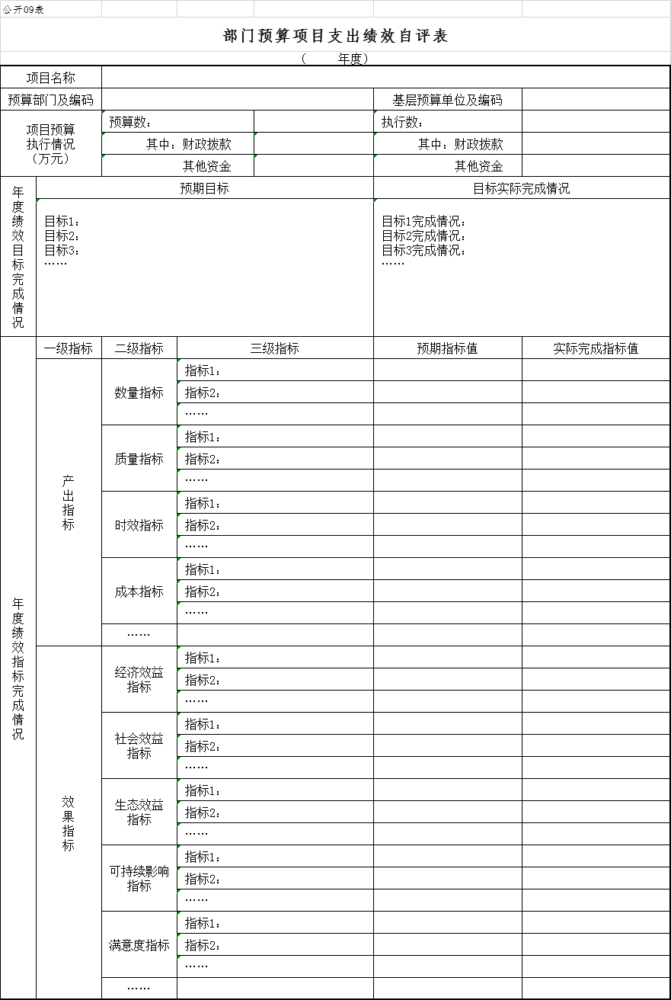 公开09表
部门预算项目支出绩效自评表
（　　年度）
项目名称
预算部门及编码
基层预算单位及编码
项目预算
执行情况
（万元）
预算数：
执行数：
其中：财政拨款
其中：财政拨款
其他资金
其他资金
年度绩效目标完成情况
预期目标
目标实际完成情况
目标1：
目标2：
目标3：
……
目标1完成情况：
目标2完成情况：
目标3完成情况：
……
年度绩效指标完成情况
一级指标 二级指标 三级指标 预期指标值 实际完成指标值
产出指标
数量指标
指标1：
指标2：
……
质量指标
指标1：
指标2：
……
时效指标
指标1：
指标2：
……
成本指标
指标1：
指标2：
……
……
效果指标
经济效益
指标
指标1：
指标2：
……
社会效益
指标
指标1：
指标2：
……
生态效益
指标
指标1：
指标2：
……
可持续影响
指标
指标1：
指标2：
……
满意度指标
指标1：
指标2：
……
……